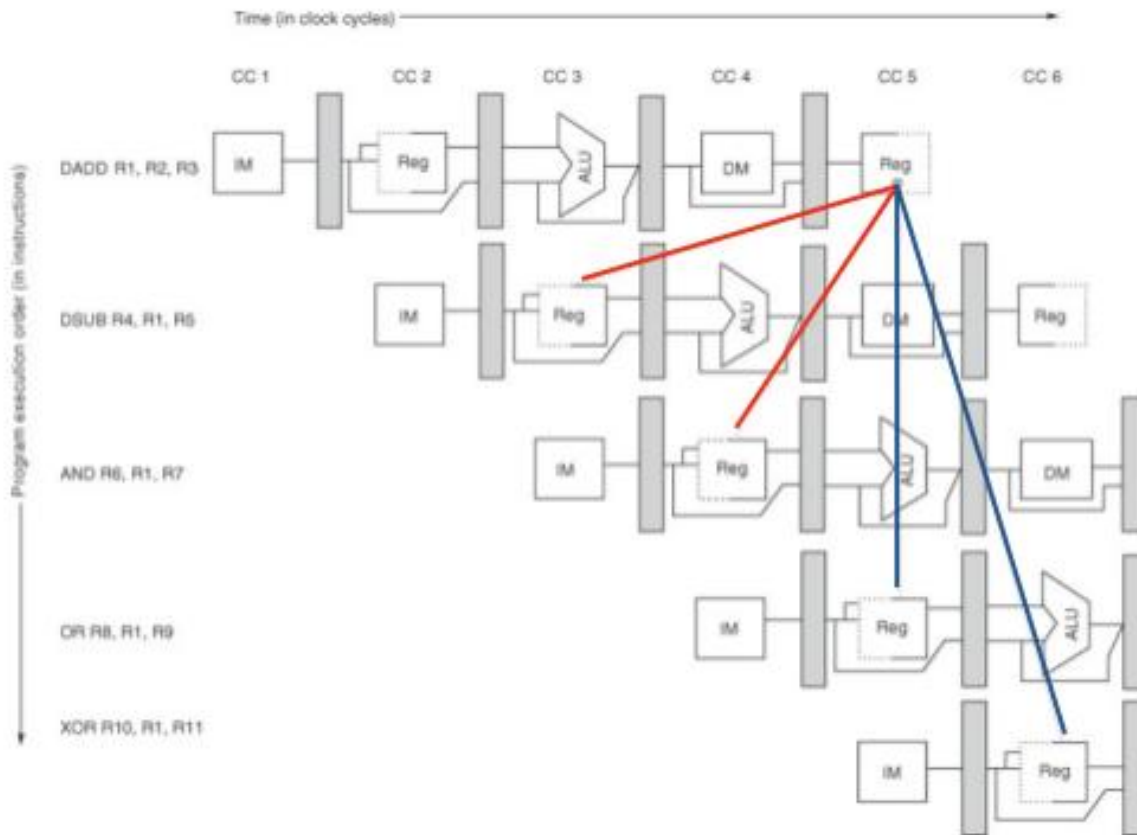 Time (in clock cycles)
CC 1 CC 2 CC 3 CC 4 CC 5 CC 6
Program execution order (in instructions)
DADD R1, R2, R3
IM Reg ALU DM Reg
DSUB R4, R1, R5
IM Reg ALU DM Reg
AND R6, R1, R7
IM Reg ALU DM
OR R8, R1, R9
IM Reg ALU
XOR R10, R1, R11
IM Reg